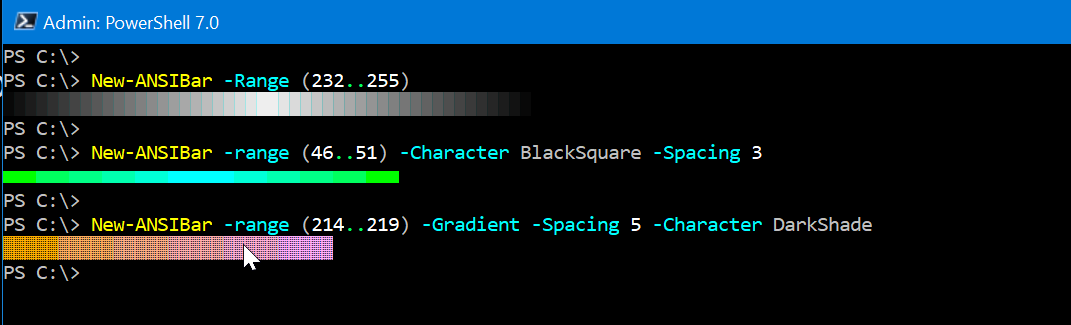 Admin: PowerShell 7.0
PS C:\>
PS C:\> New-ANSIBar -Range (232..255)
PS C:\>
PS C:\> New-ANSIBar -range (46..51) -Character BlackSquare -Spacing 3
PS C:\>
PS C:\> New-ANSIBar -range (214..219) -Gradient -Spacing 5 -Character DarkShade
PS C:\>